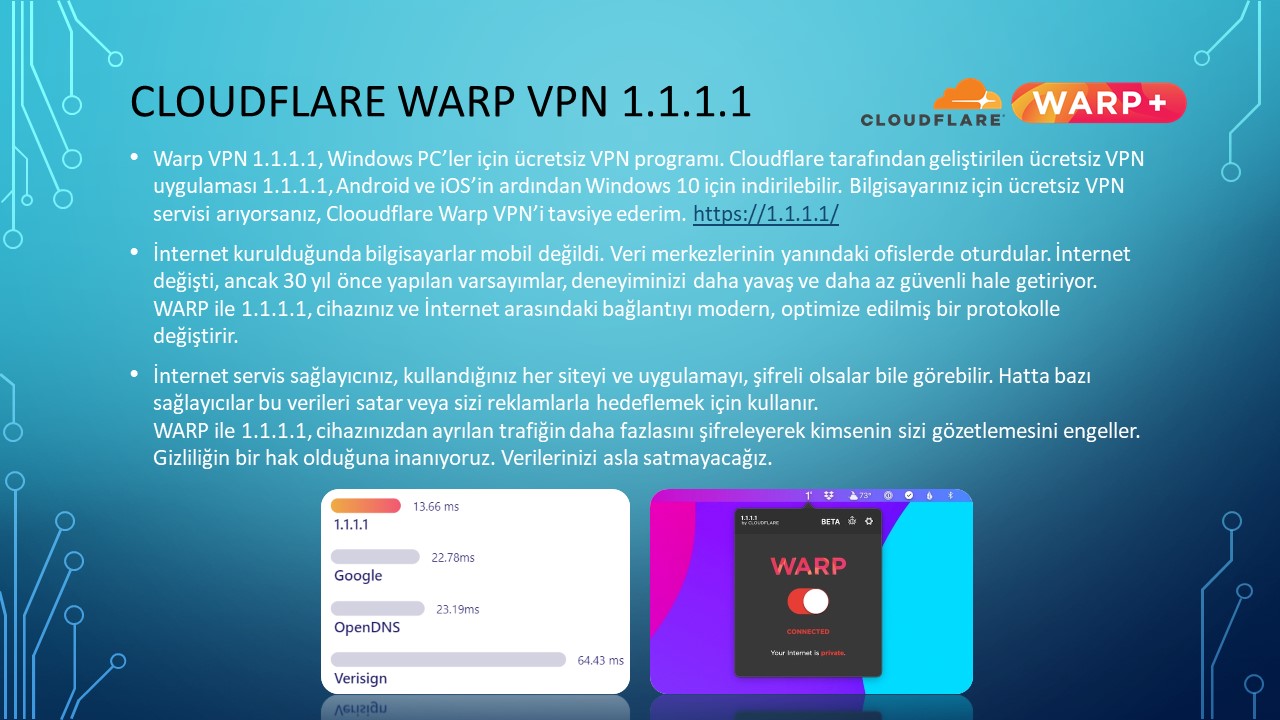 CLOUDFLARE WARP VPN 1.1.1.1
CLOUDFLARE
WARP+
• Warp VPN 1.1.1.1, Windows PC’ler için ücretsiz VPN programı. Cloudflare tarafından geliştirilen ücretsiz VPN
uygulaması 1.1.1.1, Android ve iOS’in ardından Windows 10 için indirilebilir. Bilgisayarınız için ücretsiz VPN
servisi arıyorsanız, Clooudflare Warp VPN’i tavsiye ederim. https://1.1.1.1/
• İnternet kurulduğunda bilgisayarlar mobil değildi. Veri merkezlerinin yanındaki ofislerde oturdular. İnternet
değişti, ancak 30 yıl önce yapılan varsayımlar, deneyiminizi daha yavaş ve daha az güvenli hale getiriyor.
WARP ile 1.1.1.1, cihazınız ve İnternet arasındaki bağlantıyı modern, optimize edilmiş bir protokolle
değiştirir.
• İnternet servis sağlayıcınız, kullandığınız her siteyi ve uygulamayı, şifreli olsalar bile görebilir. Hatta bazı
sağlayıcılar bu verileri satar veya sizi reklamlarla hedeflemek için kullanır.
WARP ile 1.1.1.1, cihazınızdan ayrılan trafiğin daha fazlasını şifreleyerek kimsenin sizi gözetlemesini engeller.
Gizliliğin bir hak olduğuna inanıyoruz. Verilerinizi asla satmayacağız.
13.66 ms
1.1.1.1
22.78ms
Google
23.19ms
OpenDNS
64.43 ms
Verisign
73°
1.1.1.1
by CLOUDFLARE
BETA
WARP
CONNECTED
Your Internet is private.